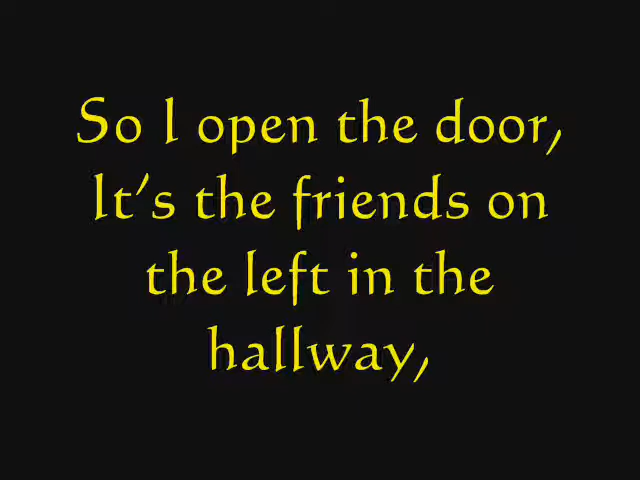 So I open the door,
It's the friends on
the left in the
hallway,